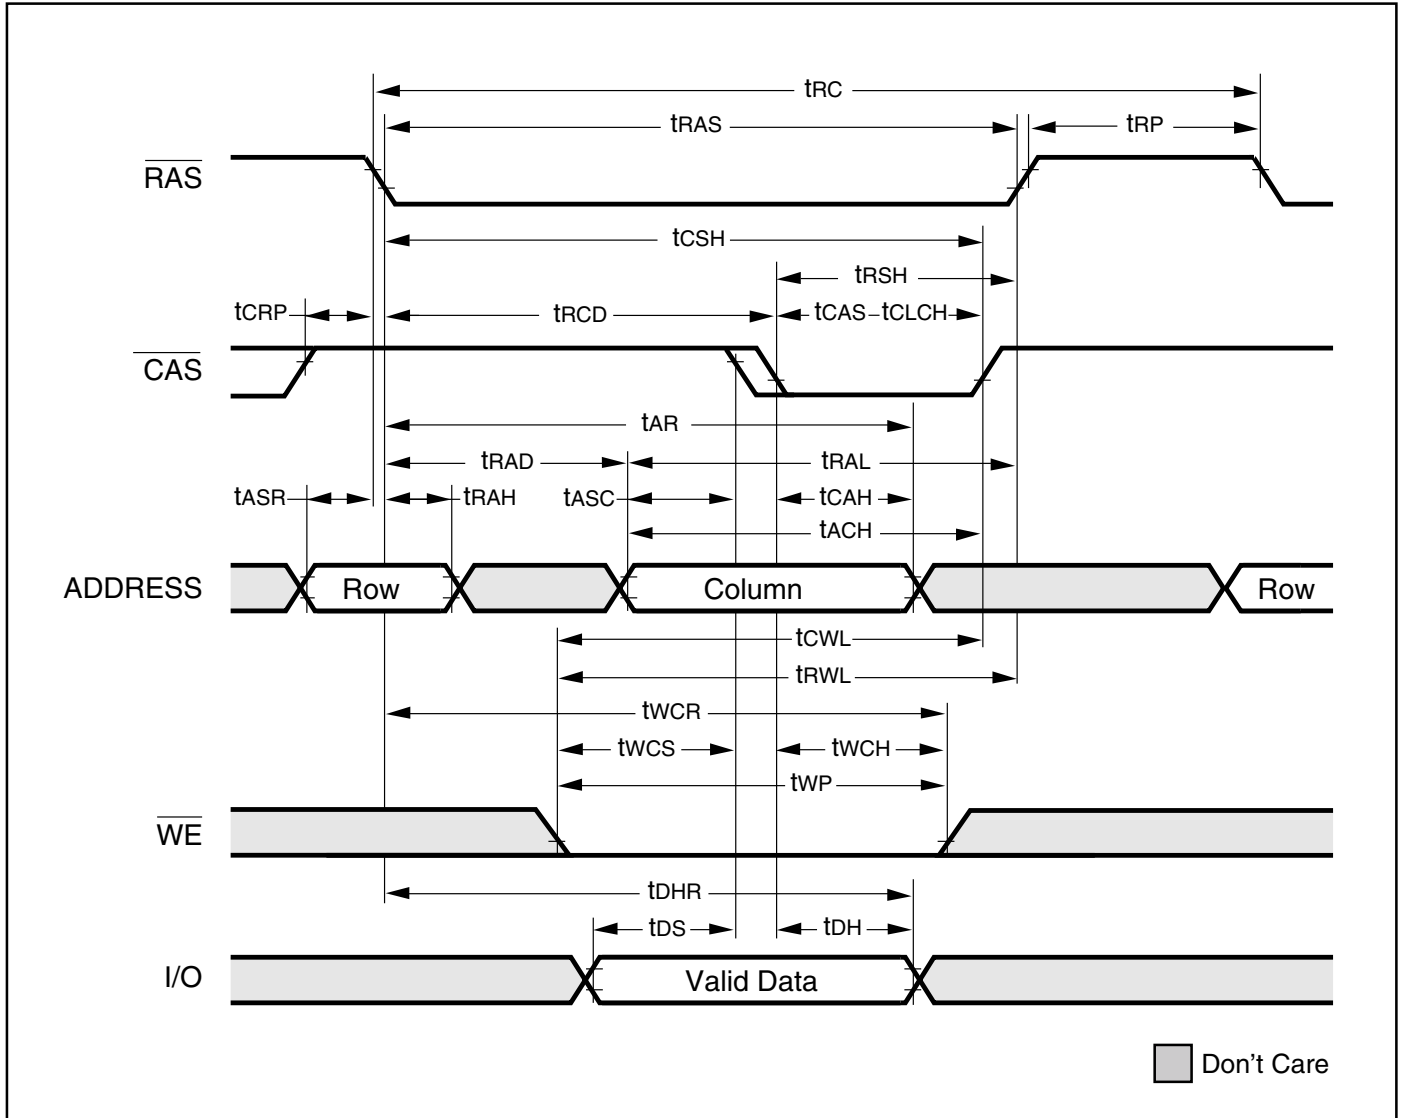 tRC
tRAS
tRP
RAS
tCSH
tRSH
tCRP
tRCD
tCAS
tCLCH
CAS
tAR
tRAD
tRAL
tASR
tRAH
tASC
tCAH
tACH
ADDRESS
Row
Column
Row
tCWL
tRWL
tWCR
tWCS
tWCH
tWP
WE
tDHR
tDS
tDH
I/O
Valid Data
Don't Care